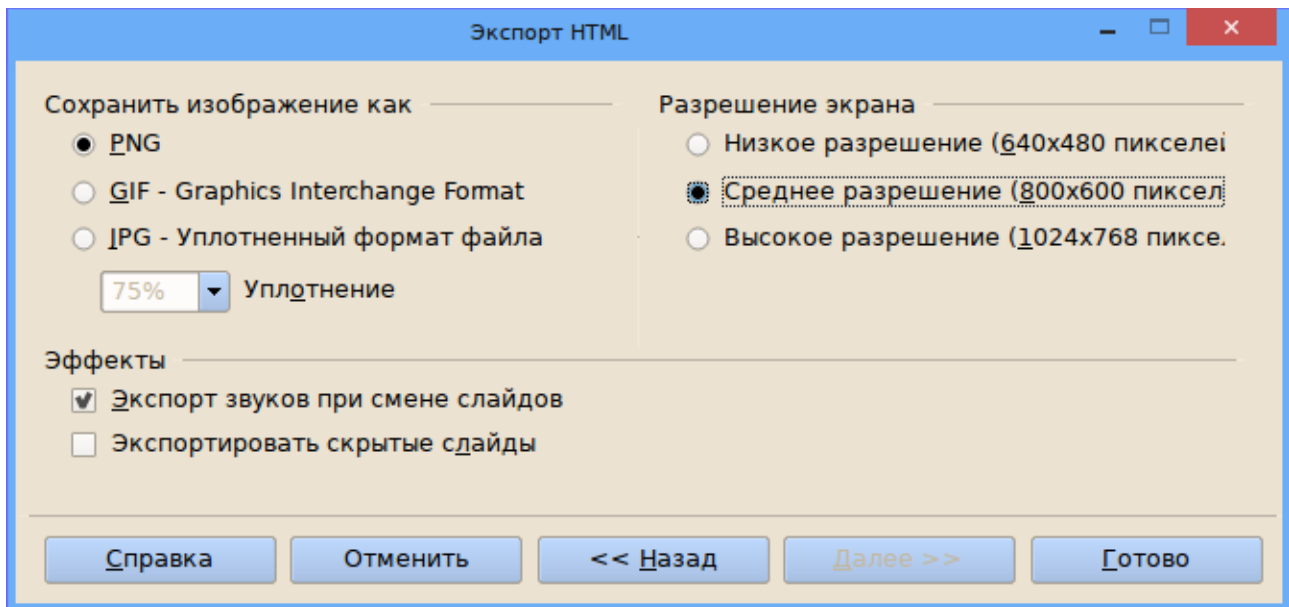 Экспорт HTML
Сохранить изображение как
PNG
GIF - Graphics Interchange Format
JPG - Уплотненный формат файла
75% Уплотнение
Разрешение экрана
Низкое разрешение (640x480 пикселей
Среднее разрешение (800x600 пиксел
Высокое разрешение (1024x768 пиксе.
Эффекты
Экспорт звуков при смене слайдов
Экспортировать скрытые слайды
Справка Отменить << Назад Далее >> Готово